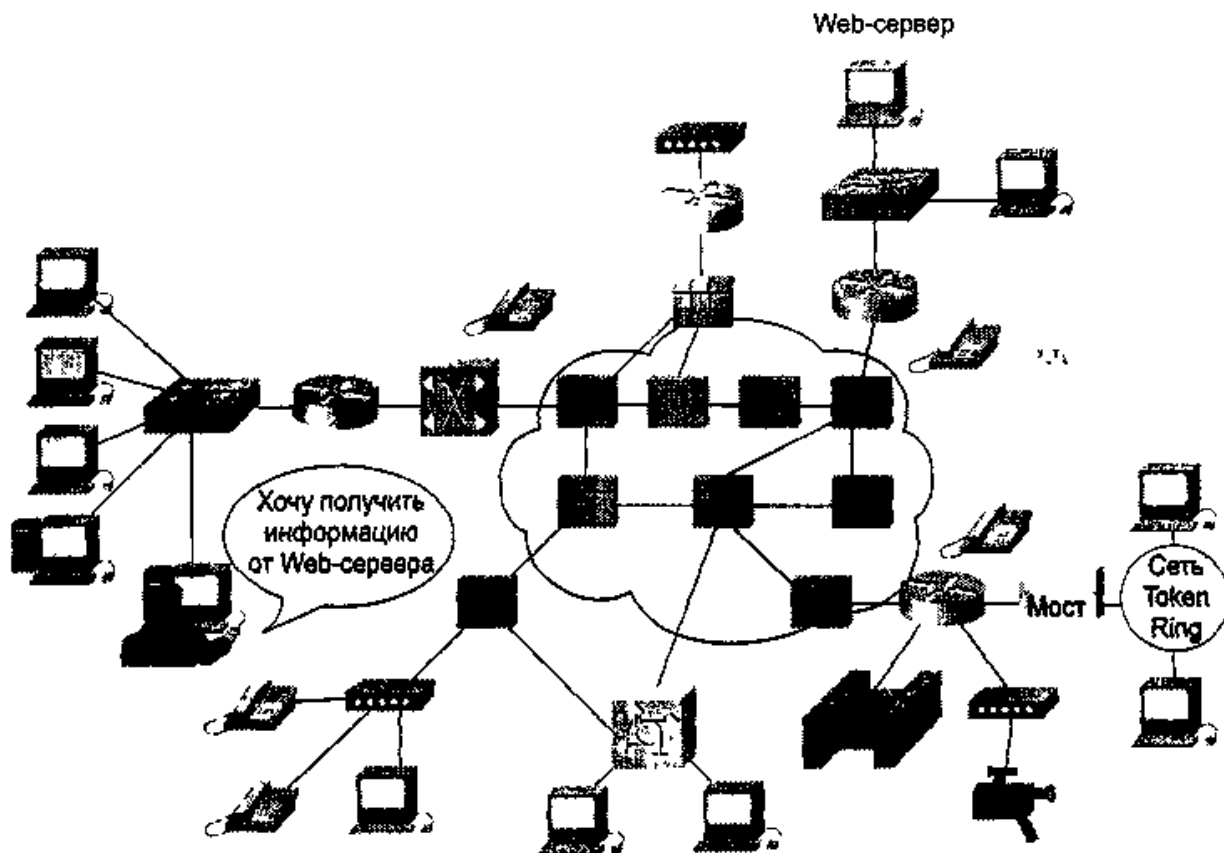 Web-сервер
Хочу получить
информацию
от Web-сервера
Мост
Сеть
Token
Ring